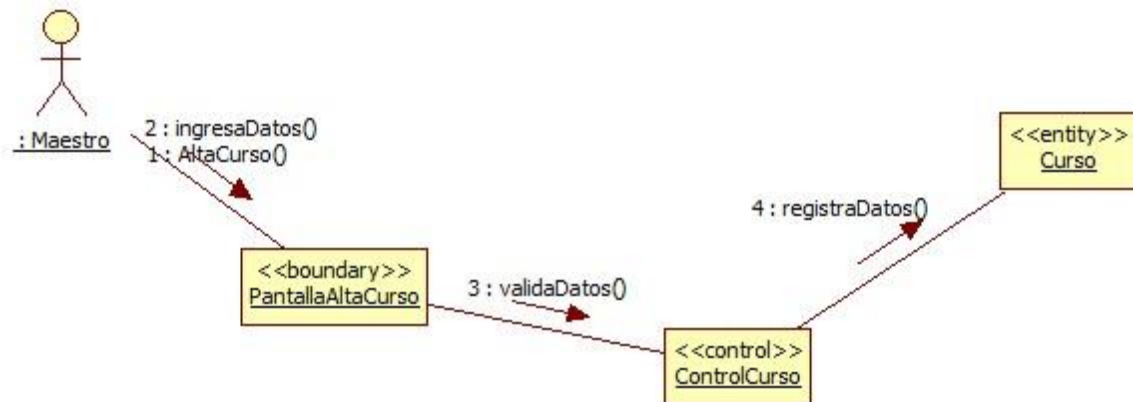 : Maestro
2 : ingresaDatos()
1 : AltaCurso()
<<boundary>>
PantallaAltaCurso
3 : validaDatos()
<<control>>
ControlCurso
4 : registraDatos()
<<entity>>
Curso